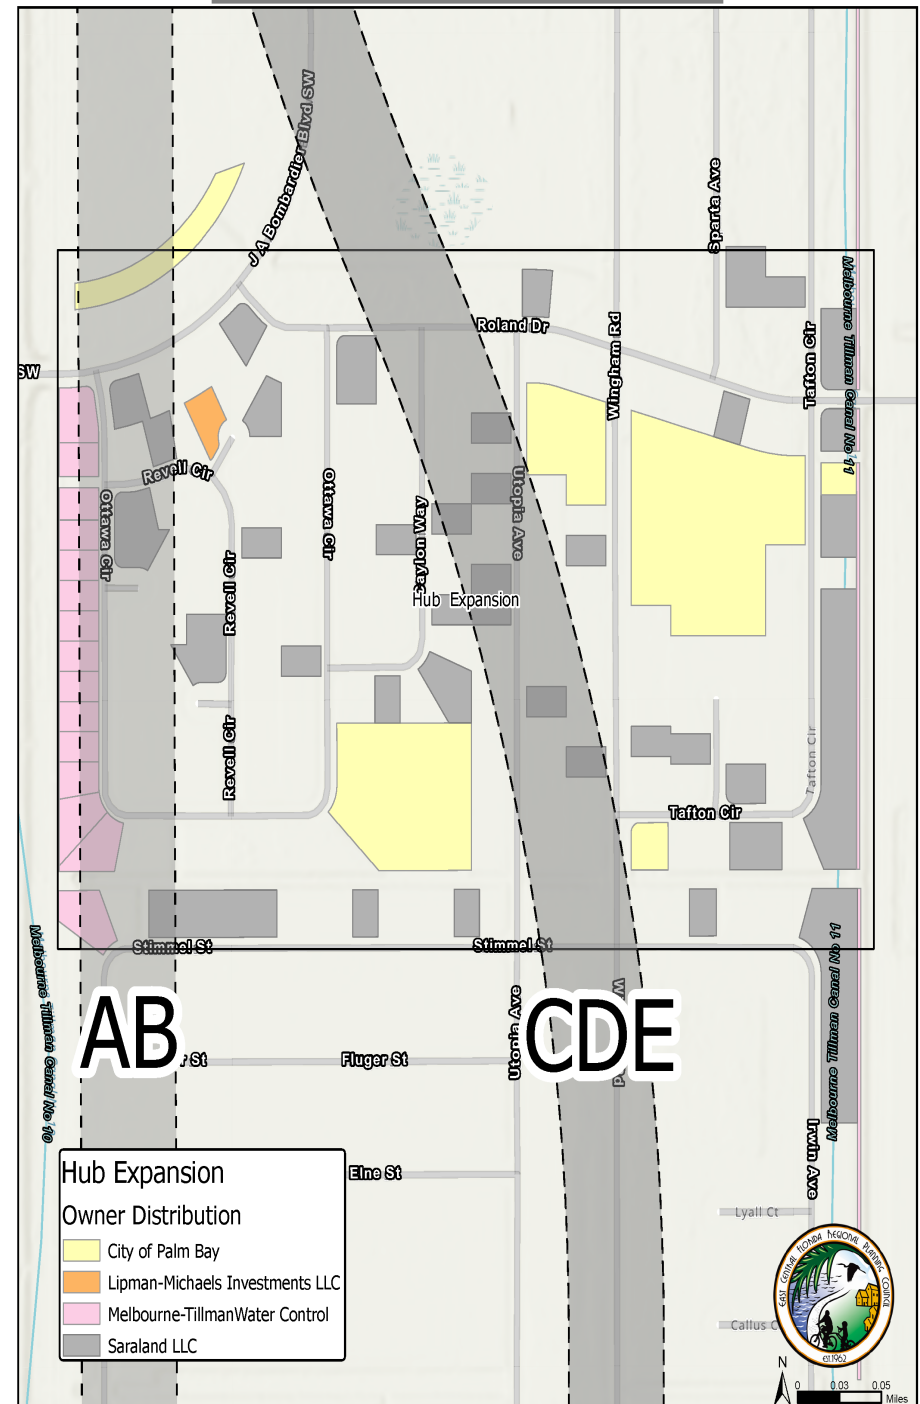 J A Bombardier Blvd SW
Sparta Ave
Melbourne Tillman Canal No 11
Roland Dr
Wingham Rd
Tafton Cir
SW
Revell Cir
Ottawa Cir
Ottawa Cir
Utopia Ave
Revell Cir
Hub Expansion
Revell Cir
Tafton Cir
Tafton Cir
Stimmel St
Stimmel St
Melbourne Tillman Canal No 10
Melbourne Tillman Canal No 11
AB
CDE
Utopia Ave
r St
Fluger St
Elne St
Irwin Ave
Lyall Ct
Callus C
Hub Expansion
Owner Distribution
City of Palm Bay
Lipman-Michaels Investments LLC
Melbourne-TillmanWater Control
Saraland LLC
EAST CENTRAL FLORIDA REGIONAL PLANNING COUNCIL
EST.1962
N
0 0.03 0.05
Miles